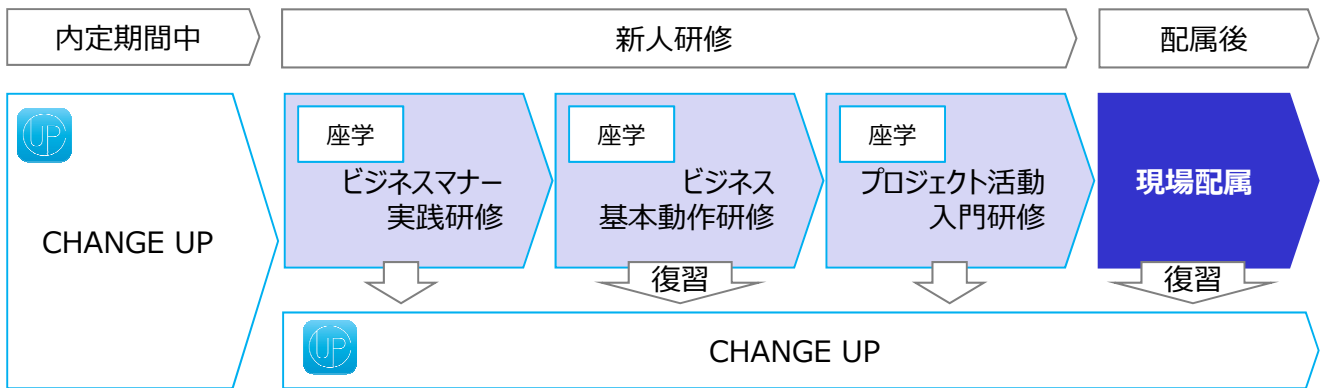 内定期間中
新人研修
配属後
UP
CHANGE UP
座学
ビジネスマナー
実践研修
座学
ビジネス
基本動作研修
座学
プロジェクト活動
入門研修
現場配属
復習
復習
UP
CHANGE UP